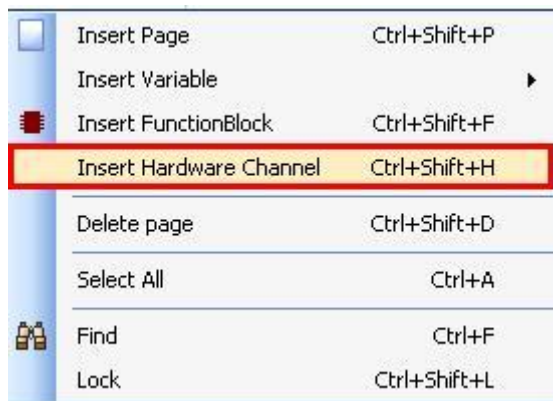 Insert Page Ctrl+Shift+P
Insert Variable
Insert FunctionBlock Ctrl+Shift+F
Insert Hardware Channel Ctrl+Shift+H
Delete page Ctrl+Shift+D
Select All Ctrl+A
Find Ctrl+F
Lock Ctrl+Shift+L